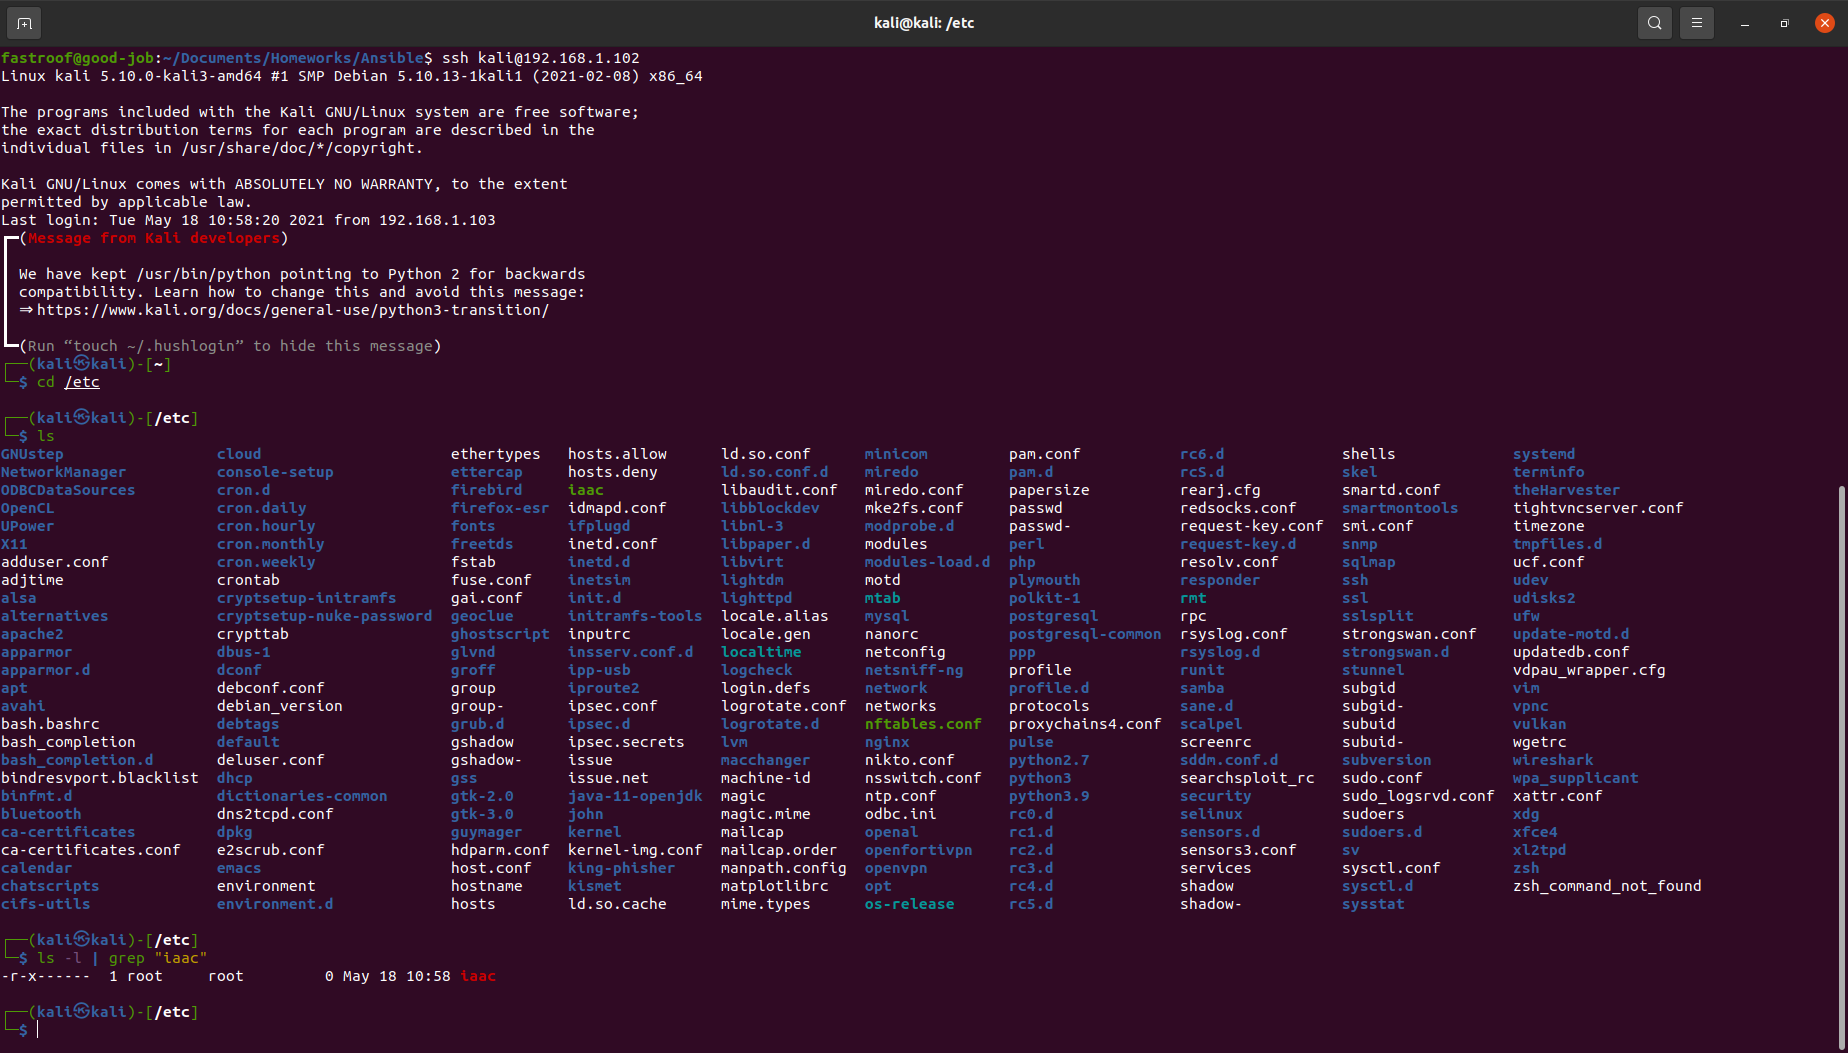 kali@kali: /etc
fastroof@good-job:~/Documents/Homeworks/Ansible$ ssh kali@192.168.1.102
Linux kali 5.10.0-kali3-amd64 #1 SMP Debian 5.10.13-1kali1 (2021-02-08) x86_64
The programs included with the Kali GNU/Linux system are free software;
the exact distribution terms for each program are described in the
individual files in /usr/share/doc/*/copyright.
Kali GNU/Linux comes with ABSOLUTELY NO WARRANTY, to the extent
permitted by applicable law.
Last login: Tue May 18 10:58:20 2021 from 192.168.1.103
┏━(Message from Kali developers)
┃ We have kept /usr/bin/python pointing to Python 2 for backwards
┃ compatibility. Learn how to change this and avoid this message:
┃ ⇒ https://www.kali.org/docs/general-use/python3-transition/
┗━(Run “touch ~/.hushlogin” to hide this message)
┌──(kali㉿kali)-[~]
└─$ cd /etc
┌──(kali㉿kali)-[/etc]
└─$ ls
GNUstep cloud ethertypes hosts.allow ld.so.conf minicom pam.conf rc6.d shells systemd
NetworkManager console-setup ettercap hosts.deny ld.so.conf.d miredo pam.d rcS.d skel terminfo
ODBCDataSources cron.d firebird iaac libaudit.conf miredo.conf papersize rearj.cfg smartd.conf theHarvester
OpenCL cron.daily firefox-esr idmapd.conf libblockdev mke2fs.conf passwd redsocks.conf smartmontools tightvncserver.conf
UPower cron.hourly fonts ifplugd libnl-3 modprobe.d passwd- request-key.conf smi.conf timezone
X11 cron.monthly freetds inetd.conf libpaper.d modules perl request-key.d snmp tmpfiles.d
adduser.conf cron.weekly fstab inetd.d libvirt modules-load.d php resolv.conf sqlmap ucf.conf
adjtime crontab fuse.conf inetsim lightdm motd plymouth responder ssh udev
alsa cryptsetup-initramfs gai.conf init.d lighttpd mtab polkit-1 rmt ssl udisks2
alternatives cryptsetup-nuke-password geoclue initramfs-tools locale.alias mysql postgresql rpc sslsplit ufw
apache2 crypttab ghostscript inputrc locale.gen nanorc postgresql-common rsyslog.conf strongswan.conf update-motd.d
apparmor dbus-1 glvnd insserv.conf.d localtime netconfig ppp rsyslog.d strongswan.d updatedb.conf
apparmor.d dconf groff ipp-usb logcheck netsniff-ng profile runit stunnel vdpau_wrapper.cfg
apt debconf.conf group iproute2 login.defs network profile.d samba subgid vim
avahi debian_version group- ipsec.conf logrotate.conf networks protocols sane.d subgid- vpnc
bash.bashrc debtags grub.d ipsec.d logrotate.d nftables.conf proxychains4.conf scalpel subuid vulkan
bash_completion default gshadow ipsec.secrets lvm nginx pulse screenrc subuid- wgetrc
bash_completion.d deluser.conf gshadow- issue macchanger nikto.conf python2.7 sddm.conf.d subversion wireshark
bindresvport.blacklist dhcp gss issue.net machine-id nsswitch.conf python3 searchsploit_rc sudo.conf wpa_supplicant
binfmt.d dictionaries-common gtk-2.0 java-11-openjdk magic ntp.conf python3.9 security sudo_logsrvd.conf xattr.conf
bluetooth dns2tcpd.conf gtk-3.0 john magic.mime odbc.ini rc0.d selinux sudoers xdg
ca-certificates dpkg guymager kernel mailcap openal rc1.d sensors.d sudoers.d xfce4
ca-certificates.conf e2scrub.conf hdparm.conf kernel-img.conf mailcap.order openfortivpn rc2.d sensors3.conf sv xl2tpd
calendar emacs host.conf king-phisher manpath.config openvpn rc3.d services sysctl.conf zsh
chatscripts environment hostname kismet matplotlibrc opt rc4.d shadow sysctl.d zsh_command_not_found
cifs-utils environment.d hosts ld.so.cache mime.types os-release rc5.d shadow- sysstat
┌──(kali㉿kali)-[/etc]
└─$ ls -l | grep "iaac"
-r-x------ 1 root root 0 May 18 10:58 iaac
┌──(kali㉿kali)-[/etc]
└─$